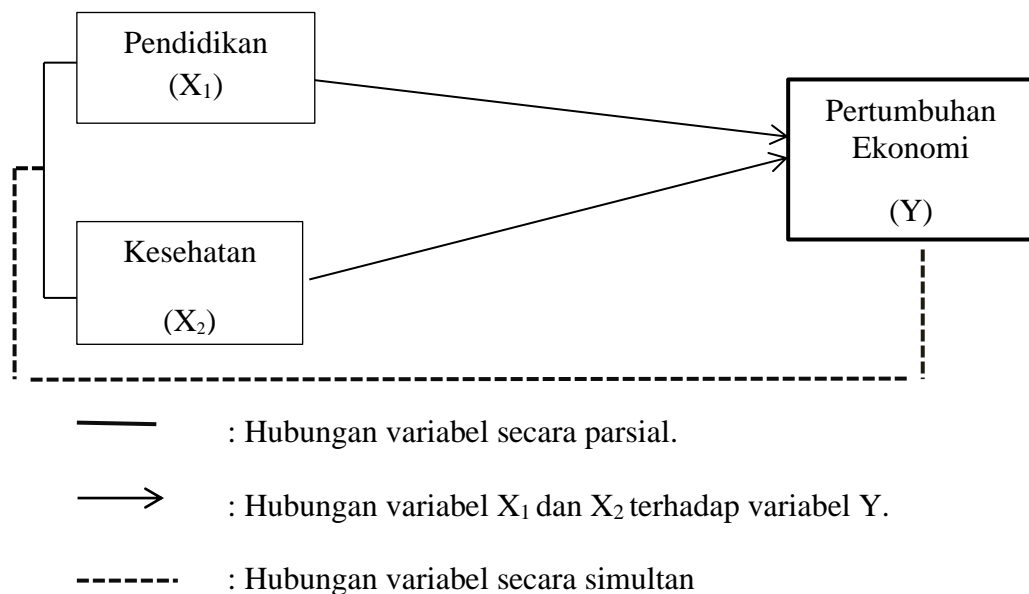 Pendidikan
(X₁)
Pertumbuhan
Ekonomi
(Y)
Kesehatan
(X₂)
: Hubungan variabel secara parsial.
: Hubungan variabel X₁ dan X₂ terhadap variabel Y.
: Hubungan variabel secara simultan